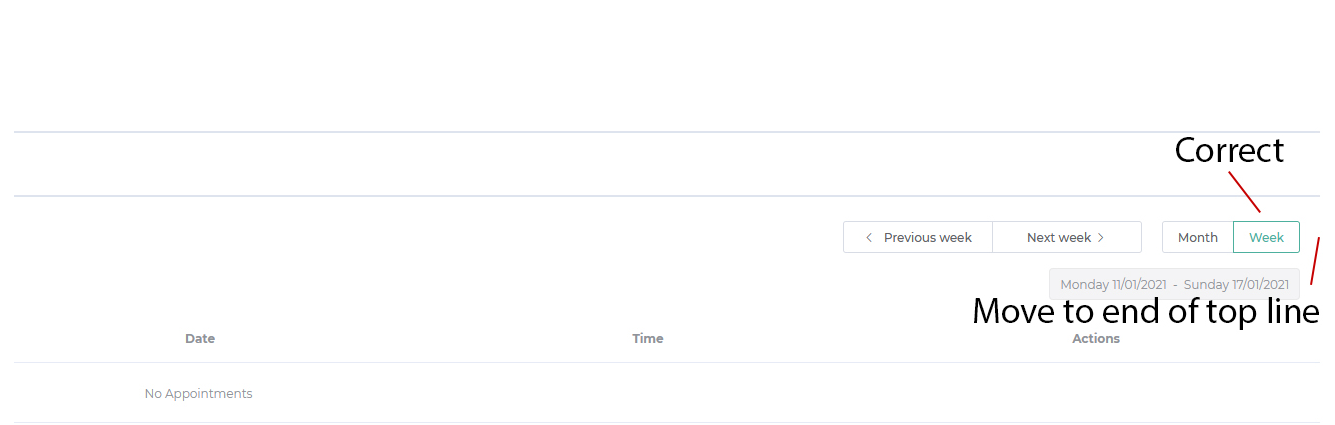 Correct
Previous week Next week Month Week
Monday 11/01/2021 - Sunday 17/01/2021
Move to end of top line
Date Time Actions
No Appointments